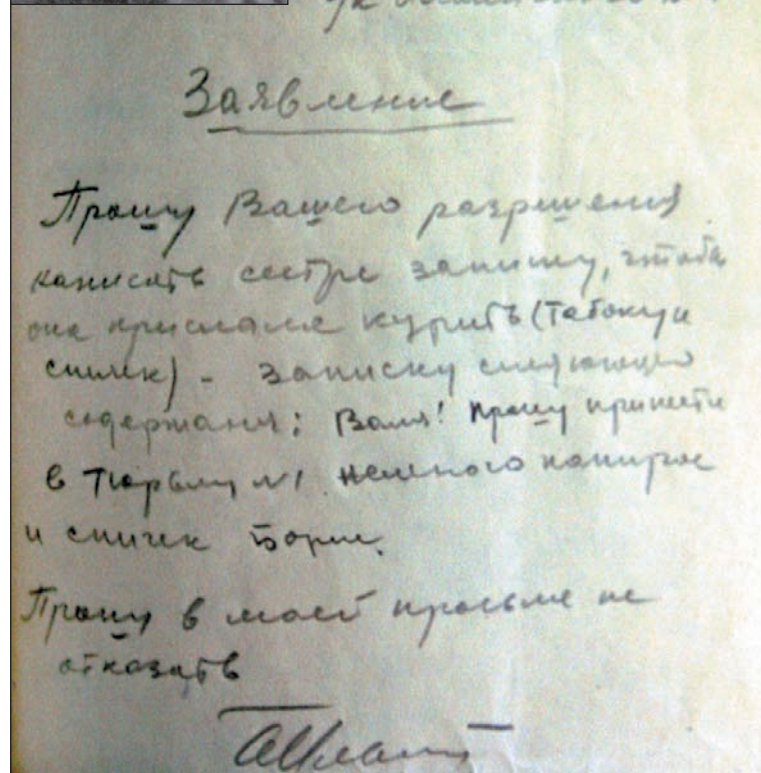 Заявление
Прошу Вашего разрешения
написать сестре записку, чтобы
она прислала курить (табоку и
спичек) - записку следующего
содержания: Валя! Прошу принести
в тюрьму №1 немного папирос
и спичек Борис.
Прошу в моей просьбе не
отказать